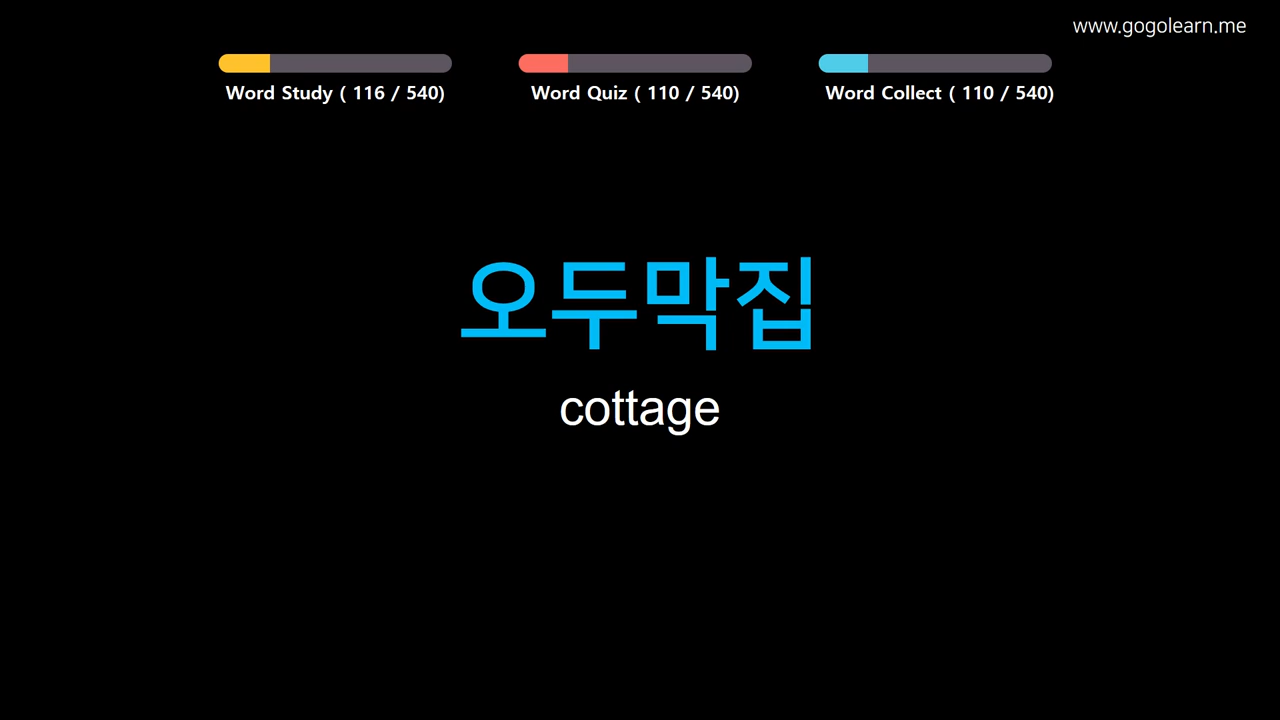 www.gogolearn.me
Word Study ( 116 / 540)
Word Quiz ( 110 / 540)
Word Collect ( 110 / 540)
오두막집
cottage